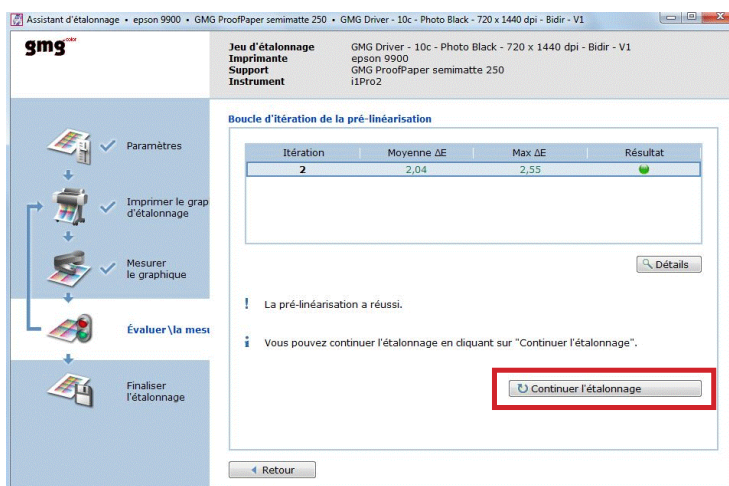 Assistant d'étalonnage • epson 9900 • GMG ProofPaper semimatte 250 • GMG Driver - 10c - Photo Black - 720 x 1440 dpi - Bidir - V1
gmg color
Jeu d'étalonnage GMG Driver - 10c - Photo Black - 720 x 1440 dpi - Bidir - V1
Imprimante epson 9900
Support GMG ProofPaper semimatte 250
Instrument i1Pro2
Paramètres
Imprimer le grap
d'étalonnage
Mesurer
le graphique
Évaluer\la mesu
Finaliser
l'étalonnage
Boucle d'itération de la pré-linéarisation
Itération Moyenne ΔE Max ΔE Résultat
2 2,04 2,55
Détails
! La pré-linéarisation a réussi.
i Vous pouvez continuer l'étalonnage en cliquant sur "Continuer l'étalonnage".
Continuer l'étalonnage
Retour